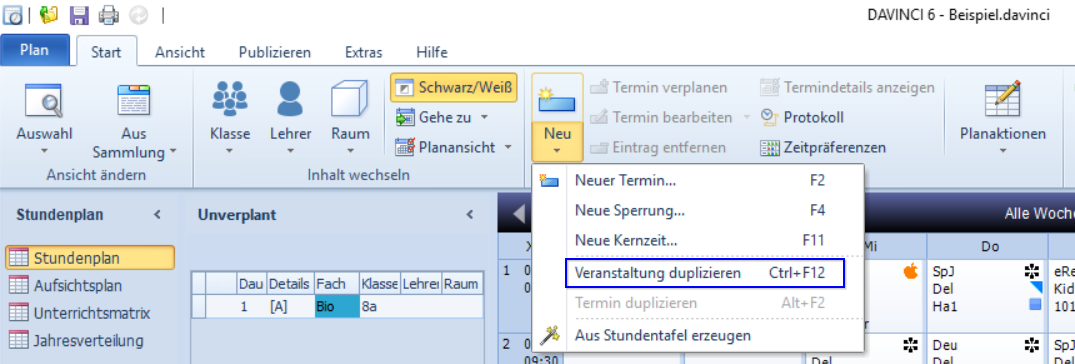 DAVINCI 6 - Beispiel.davinci
Plan Start Ansicht Publizieren Extras Hilfe
Auswahl
Aus Sammlung
Ansicht ändern
Klasse Lehrer Raum
Schwarz/Weiß
Gehe zu
Planansicht
Inhalt wechseln
Neu
Termin verplanen
Termin bearbeiten
Eintrag entfernen
Termindetails anzeigen
Protokoll
Zeitpräferenzen
Planaktionen
Neuer Termin... F2
Neue Sperrung... F4
Neue Kernzeit... F11
Veranstaltung duplizieren Ctrl+F12
Termin duplizieren Alt+F2
Aus Stundentafel erzeugen
Stundenplan
Stundenplan
Aufsichtsplan
Unterrichtsmatrix
Jahresverteilung
Unverplant
Dau Details Fach Klasse Lehrer Raum
1 [A] Bio 8a
Alle Woche
Mi Do
1 0 SpJ eRe
0 Del Kid
Ha1 101
2 0 Deu SpJ
09:30 Del Del Del